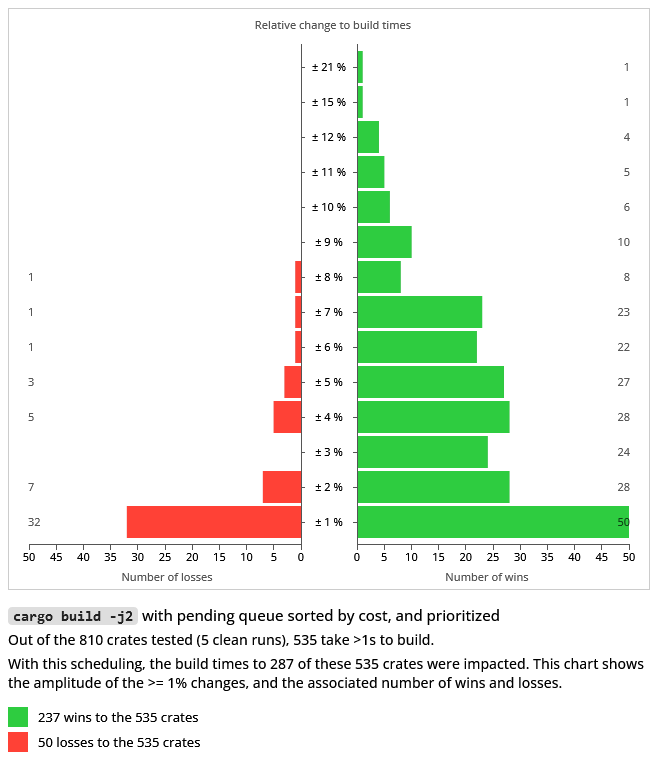 Relative change to build times
± 21 % 1
± 15 % 1
± 12 % 4
± 11 % 5
± 10 % 6
± 9 % 10
1 ± 8 % 8
1 ± 7 % 23
1 ± 6 % 22
3 ± 5 % 27
5 ± 4 % 28
± 3 % 24
7 ± 2 % 28
32 ± 1 % 50
50 45 40 35 30 25 20 15 10 5 0 0 5 10 15 20 25 30 35 40 45 50
Number of losses Number of wins
cargo build -j2 with pending queue sorted by cost, and prioritized
Out of the 810 crates tested (5 clean runs), 535 take >1s to build.
With this scheduling, the build times to 287 of these 535 crates were impacted. This chart shows
the amplitude of the >= 1% changes, and the associated number of wins and losses.
237 wins to the 535 crates
50 losses to the 535 crates